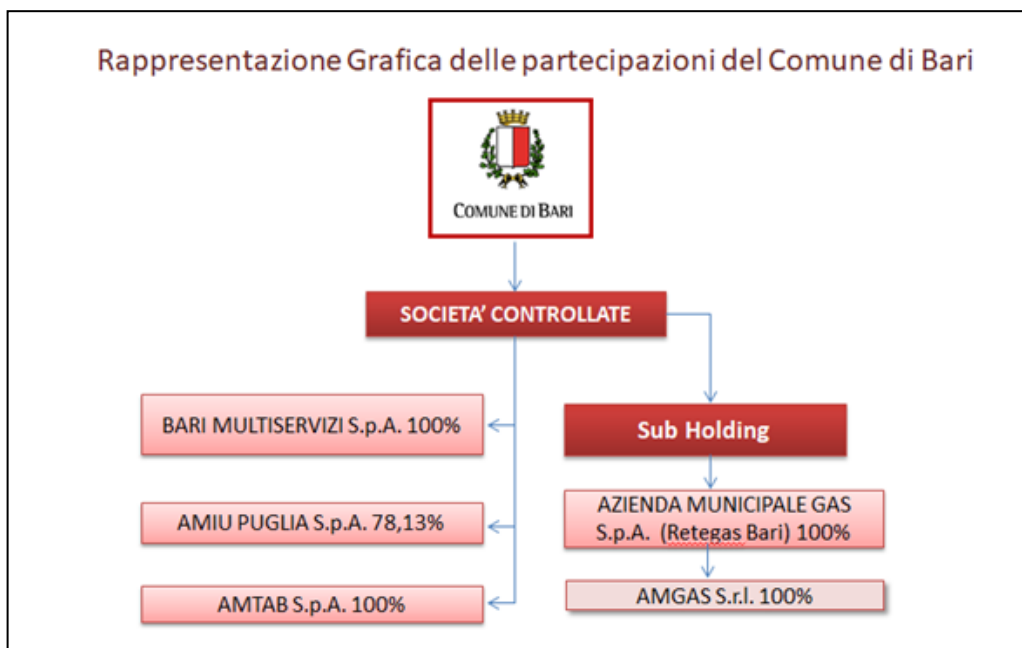 Rappresentazione Grafica delle partecipazioni del Comune di Bari
COMUNE DI BARI
SOCIETA’ CONTROLLATE
BARI MULTISERVIZI S.p.A. 100%
Sub Holding
AMIU PUGLIA S.p.A. 78,13%
AZIENDA MUNICIPALE GAS
S.p.A. (Retegas Bari) 100%
AMTAB S.p.A. 100%
AMGAS S.r.l. 100%